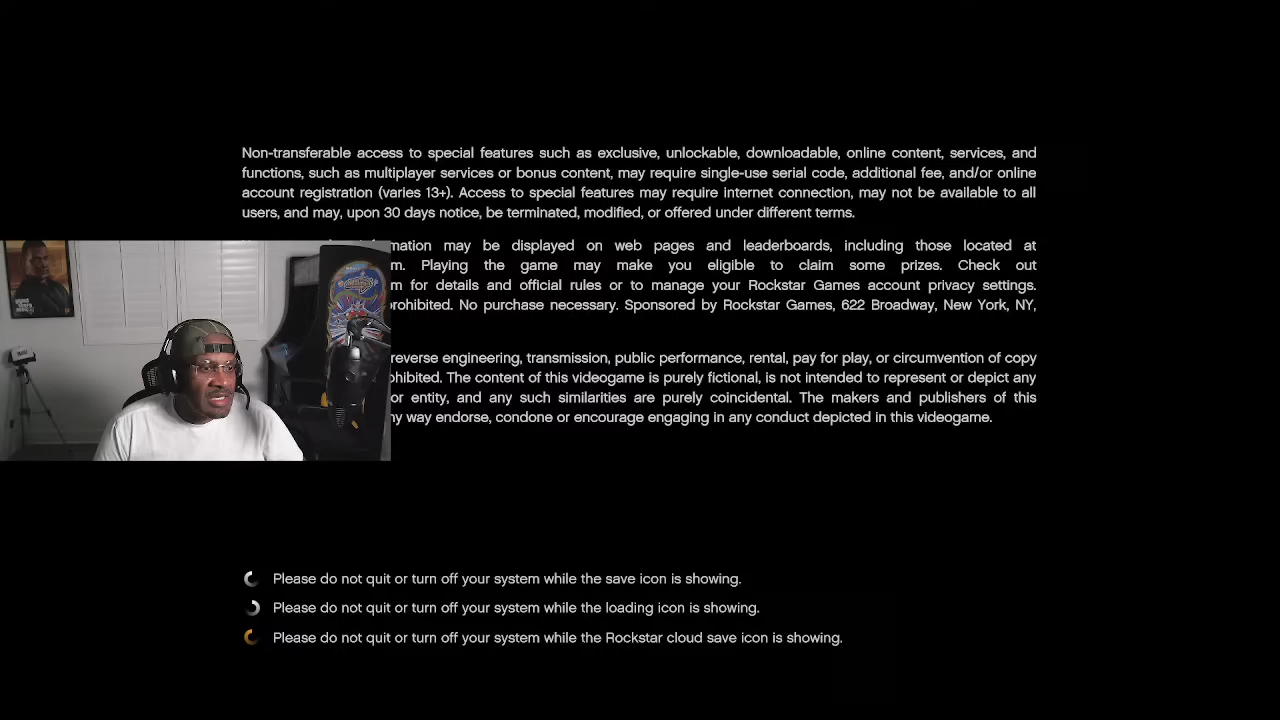 Non-transferable access to special features such as exclusive, unlockable, downloadable, online content, services, and
functions, such as multiplayer services or bonus content, may require single-use serial code, additional fee, and/or online
account registration (varies 13+). Access to special features may require internet connection, may not be available to all
users, and may, upon 30 days notice, be terminated, modified, or offered under different terms.
may be displayed on web pages and leaderboards, including those located at
Playing the game may make you eligible to claim some prizes. Check out
for details and official rules or to manage your Rockstar Games account privacy settings.
prohibited. No purchase necessary. Sponsored by Rockstar Games, 622 Broadway, New York, NY,
reverse engineering, transmission, public performance, rental, pay for play, or circumvention of copy
The content of this videogame is purely fictional, is not intended to represent or depict any
or entity, and any such similarities are purely coincidental. The makers and publishers of this
way endorse, condone or encourage engaging in any conduct depicted in this videogame.
Please do not quit or turn off your system while the save icon is showing.
Please do not quit or turn off your system while the loading icon is showing.
Please do not quit or turn off your system while the Rockstar cloud save icon is showing.